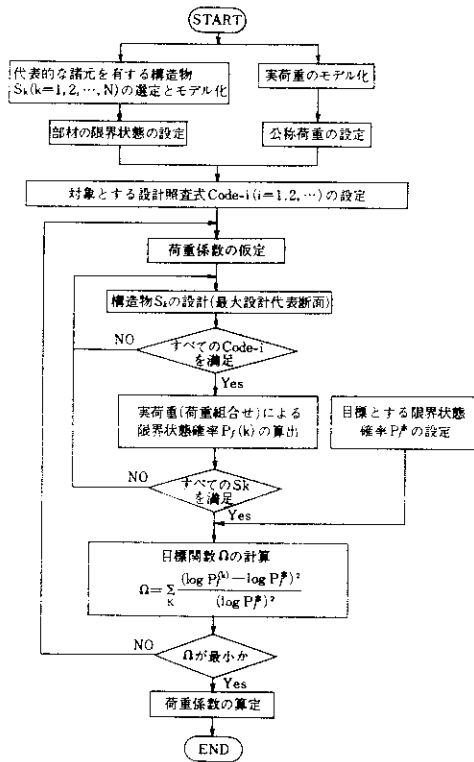 START
代表的な諸元を有する構造物
Sk(k=1,2,…,N)の選定とモデル化
実荷重のモデル化
部材の限界状態の設定
公称荷重の設定
対象とする設計照査式Code-i(i=1,2,…)の設定
荷重係数の仮定
構造物Skの設計(最大設計代表断面)
NO
すべてのCode-i
を満足
Yes
実荷重(荷重組合せ)による
限界状態確率Pf(k)の算出
目標とする限界状態
確率Pf*の設定
NO
すべてのSk
を満足
Yes
目標関数Ωの計算
Ω=Σ_K (log Pf^(k)−log Pf*)²/(log Pf*)²
NO
Ωが最小か
Yes
荷重係数の算定
END